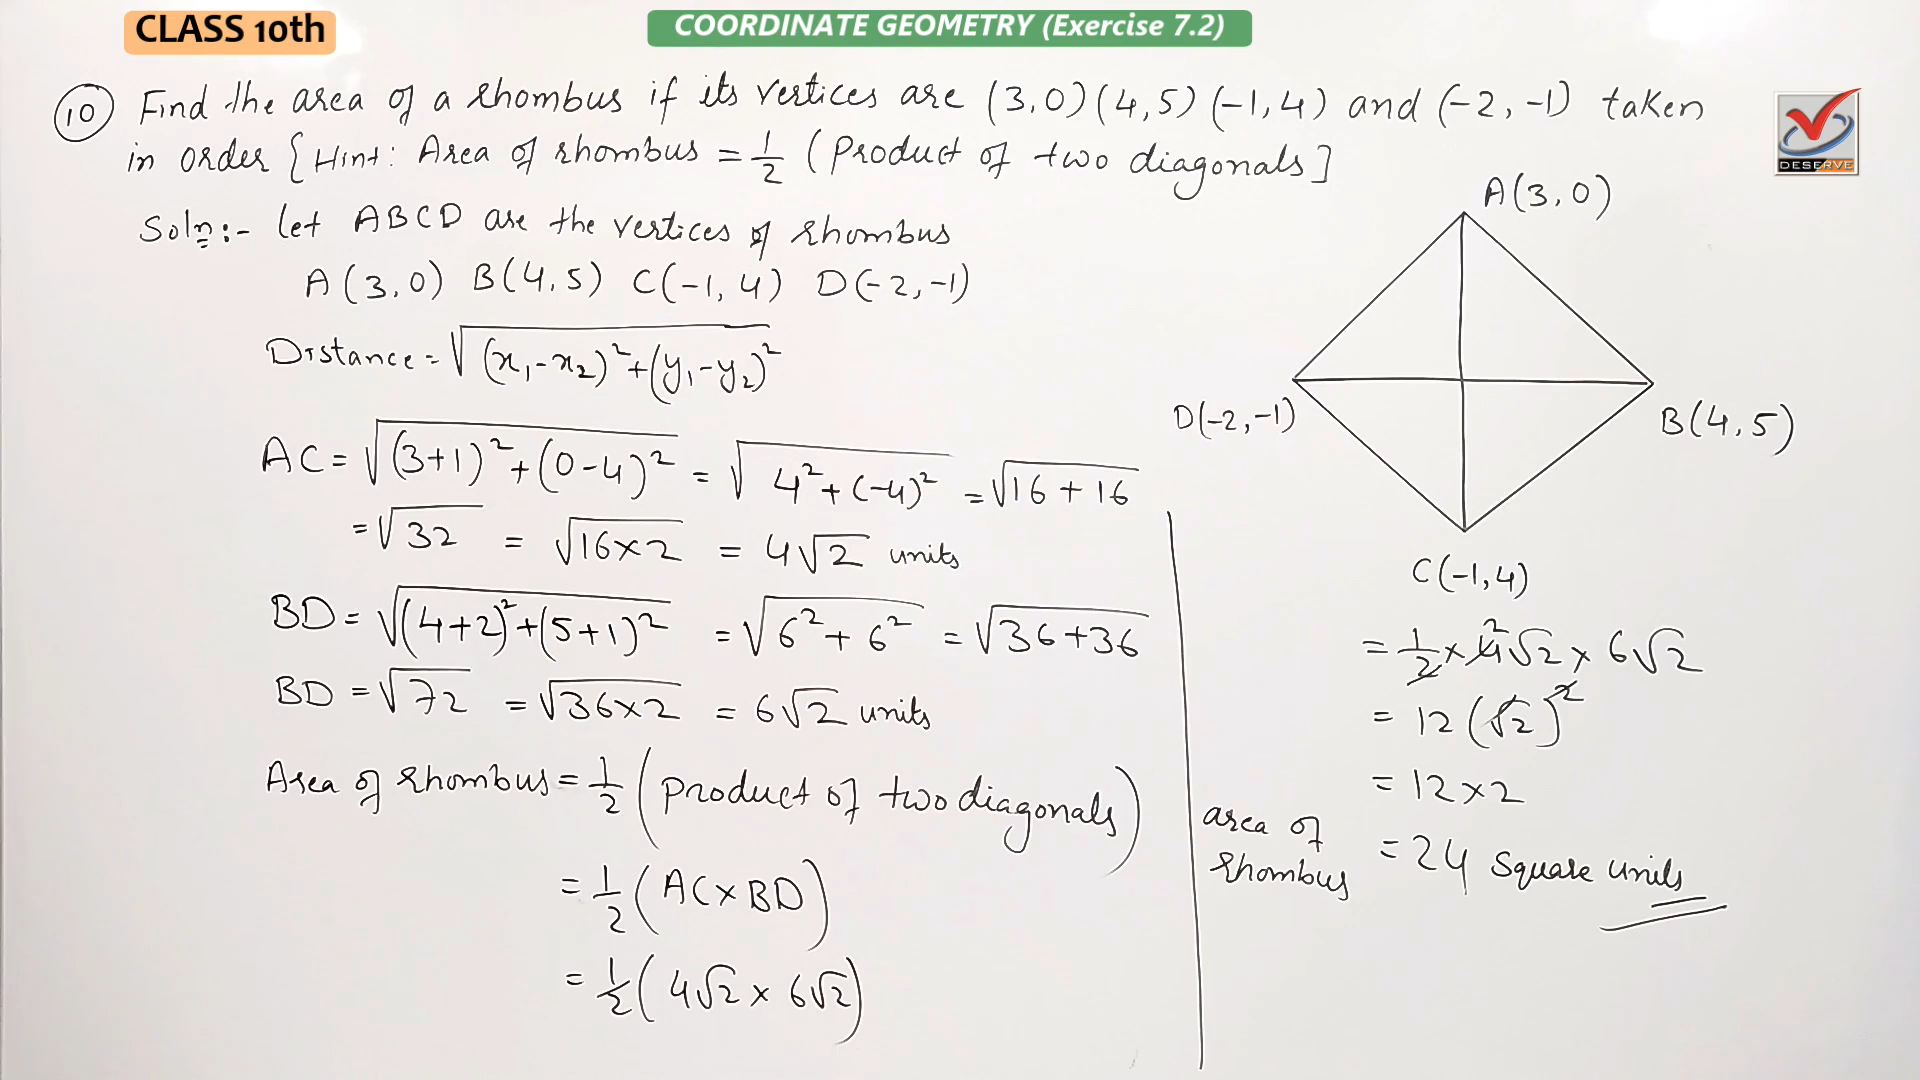 CLASS 10th
COORDINATE GEOMETRY (Exercise 7.2)
10 Find the area of a rhombus if its vertices are (3,0)(4,5)(-1,4) and (-2,-1) taken
in order {Hint: Area of rhombus = 1/2 (Product of two diagonals]
DESERVE
Soln:- let ABCD are the vertices of rhombus
A(3,0) B(4,5) C(-1,4) D(-2,-1)
Distance = √(x₁-x₂)²+(y₁-y₂)²
AC = √(3+1)²+(0-4)² = √4²+(-4)² = √16+16
= √32 = √16×2 = 4√2 units
BD = √(4+2)²+(5+1)² = √6²+6² = √36+36
BD = √72 = √36×2 = 6√2 units
Area of rhombus = 1/2 (Product of two diagonals)
= 1/2 (AC×BD)
= 1/2 (4√2 × 6√2)
A(3,0)
D(-2,-1)
B(4,5)
C(-1,4)
= 1/2 × 4 2 √2 × 6√2
= 12 (√2)²
= 12×2
area of
rhombus
= 24 square units